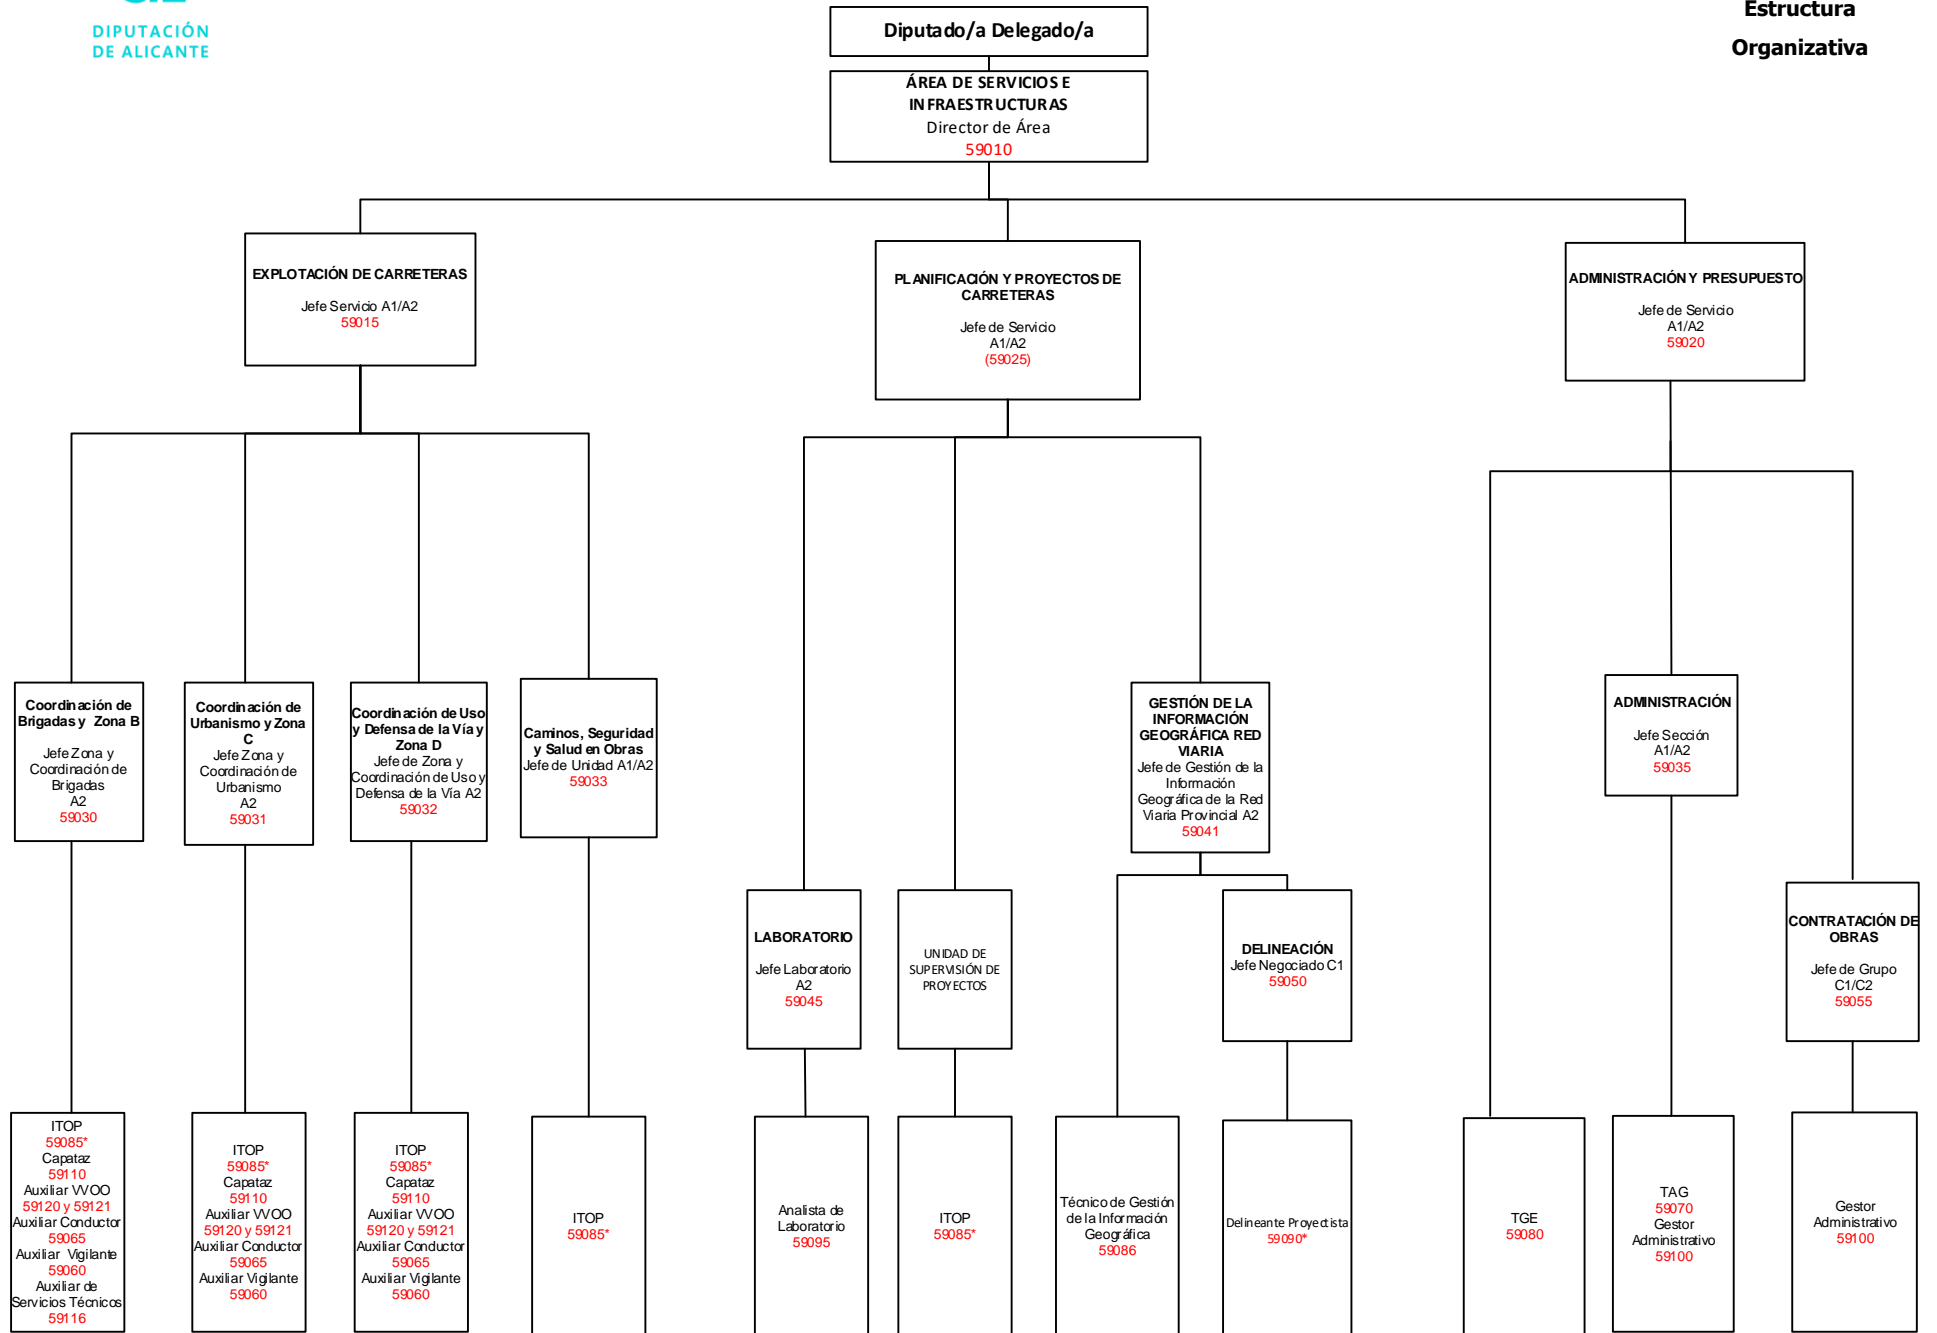 DIPUTACIÓN
DE ALICANTE
Estructura
Organizativa
Diputado/a Delegado/a
ÁREA DE SERVICIOS E
INFRAESTRUCTURAS
Director de Área
59010
EXPLOTACIÓN DE CARRETERAS
Jefe Servicio A1/A2
59015
PLANIFICACIÓN Y PROYECTOS DE
CARRETERAS
Jefe de Servicio
A1/A2
(59025)
ADMINISTRACIÓN Y PRESUPUESTO
Jefe de Servicio
A1/A2
59020
Coordinación de
Brigadas y Zona B
Jefe Zona y
Coordinación de
Brigadas
A2
59030
Coordinación de
Urbanismo y Zona
C
Jefe Zona y
Coordinación de
Urbanismo
A2
59031
Coordinación de Uso
y Defensa de la Vía y
Zona D
Jefe de Zona y
Coordinación de Uso y
Defensa de la Vía A2
59032
Caminos, Seguridad
y Salud en Obras
Jefe de Unidad A1/A2
59033
GESTIÓN DE LA
INFORMACIÓN
GEOGRÁFICA RED
VIARIA
Jefe de Gestión de la
Información
Geográfica de la Red
Viaria Provincial A2
59041
ADMINISTRACIÓN
Jefe Sección
A1/A2
59035
LABORATORIO
Jefe Laboratorio
A2
59045
UNIDAD DE
SUPERVISIÓN DE
PROYECTOS
DELINEACIÓN
Jefe Negociado C1
59050
CONTRATACIÓN DE
OBRAS
Jefe de Grupo
C1/C2
59055
ITOP
59085*
Capataz
59110
Auxiliar VVOO
59120 y 59121
Auxiliar Conductor
59065
Auxiliar Vigilante
59060
Auxiliar de
Servicios Técnicos
59116
ITOP
59085*
Capataz
59110
Auxiliar VVOO
59120 y 59121
Auxiliar Conductor
59065
Auxiliar Vigilante
59060
ITOP
59085*
Capataz
59110
Auxiliar VVOO
59120 y 59121
Auxiliar Conductor
59065
Auxiliar Vigilante
59060
ITOP
59085*
Analista de
Laboratorio
59095
ITOP
59085*
Técnico de Gestión
de la Información
Geográfica
59086
Delineante Proyectista
59090*
TGE
59080
TAG
59070
Gestor
Administrativo
59100
Gestor
Administrativo
59100